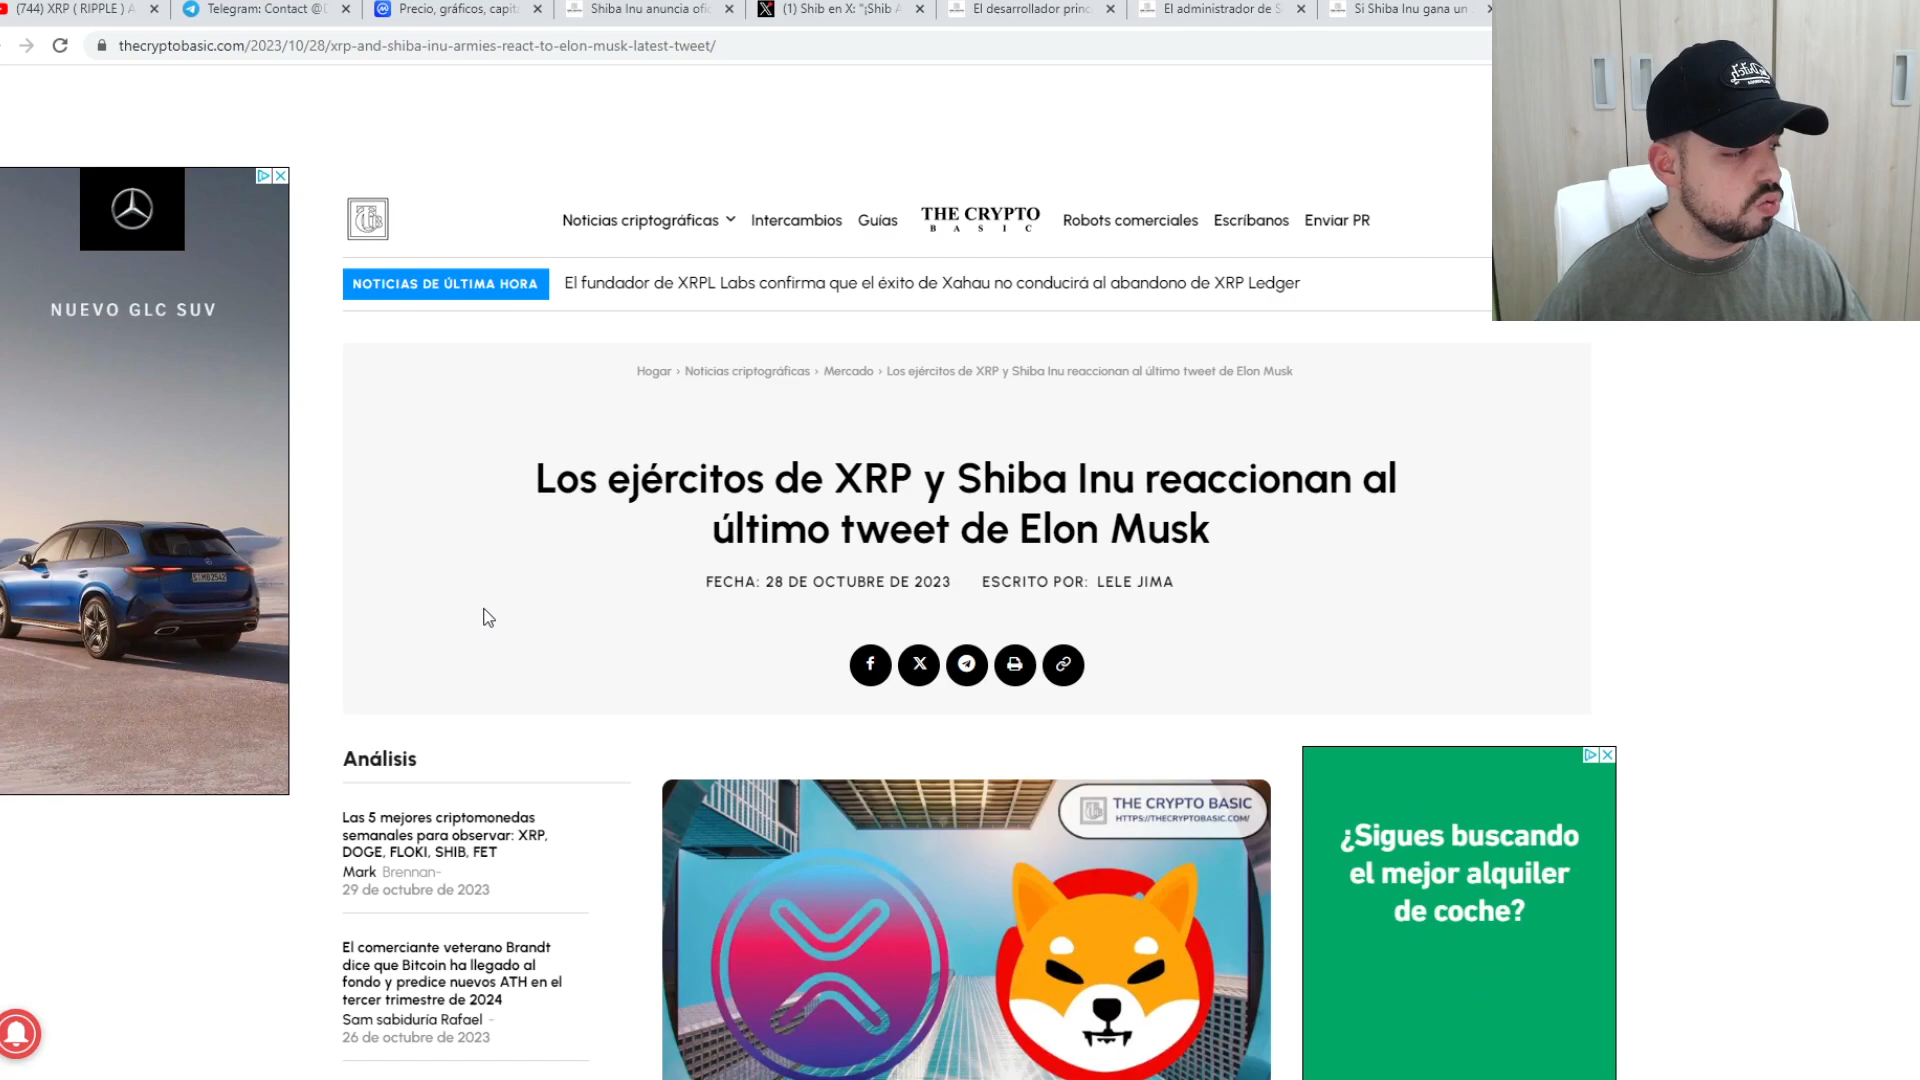 (744) XRP ( RIPPLE ) A
Telegram: Contact @
Precio, gráficos, capit
Shiba Inu anuncia ofic
(1) Shib en X: "¡Shib A
El desarrollador princ
El administrador de S
Si Shiba Inu gana un
thecryptobasic.com/2023/10/28/xrp-and-shiba-inu-armies-react-to-elon-musk-latest-tweet/
Noticias criptográficas
Intercambios
Guías
THE CRYPTO
BASIC
Robots comerciales
Escríbanos
Enviar PR
NOTICIAS DE ÚLTIMA HORA
El fundador de XRPL Labs confirma que el éxito de Xahau no conducirá al abandono de XRP Ledger
NUEVO GLC SUV
Hogar › Noticias criptográficas › Mercado › Los ejércitos de XRP y Shiba Inu reaccionan al último tweet de Elon Musk
Los ejércitos de XRP y Shiba Inu reaccionan al
último tweet de Elon Musk
FECHA: 28 DE OCTUBRE DE 2023
ESCRITO POR: LELE JIMA
Análisis
Las 5 mejores criptomonedas
semanales para observar: XRP,
DOGE, FLOKI, SHIB, FET
Mark Brennan-
29 de octubre de 2023
El comerciante veterano Brandt
dice que Bitcoin ha llegado al
fondo y predice nuevos ATH en el
tercer trimestre de 2024
Sam sabiduría Rafael -
26 de octubre de 2023
THE CRYPTO BASIC
HTTPS://THECRYPTOBASIC.COM/
¿Sigues buscando
el mejor alquiler
de coche?